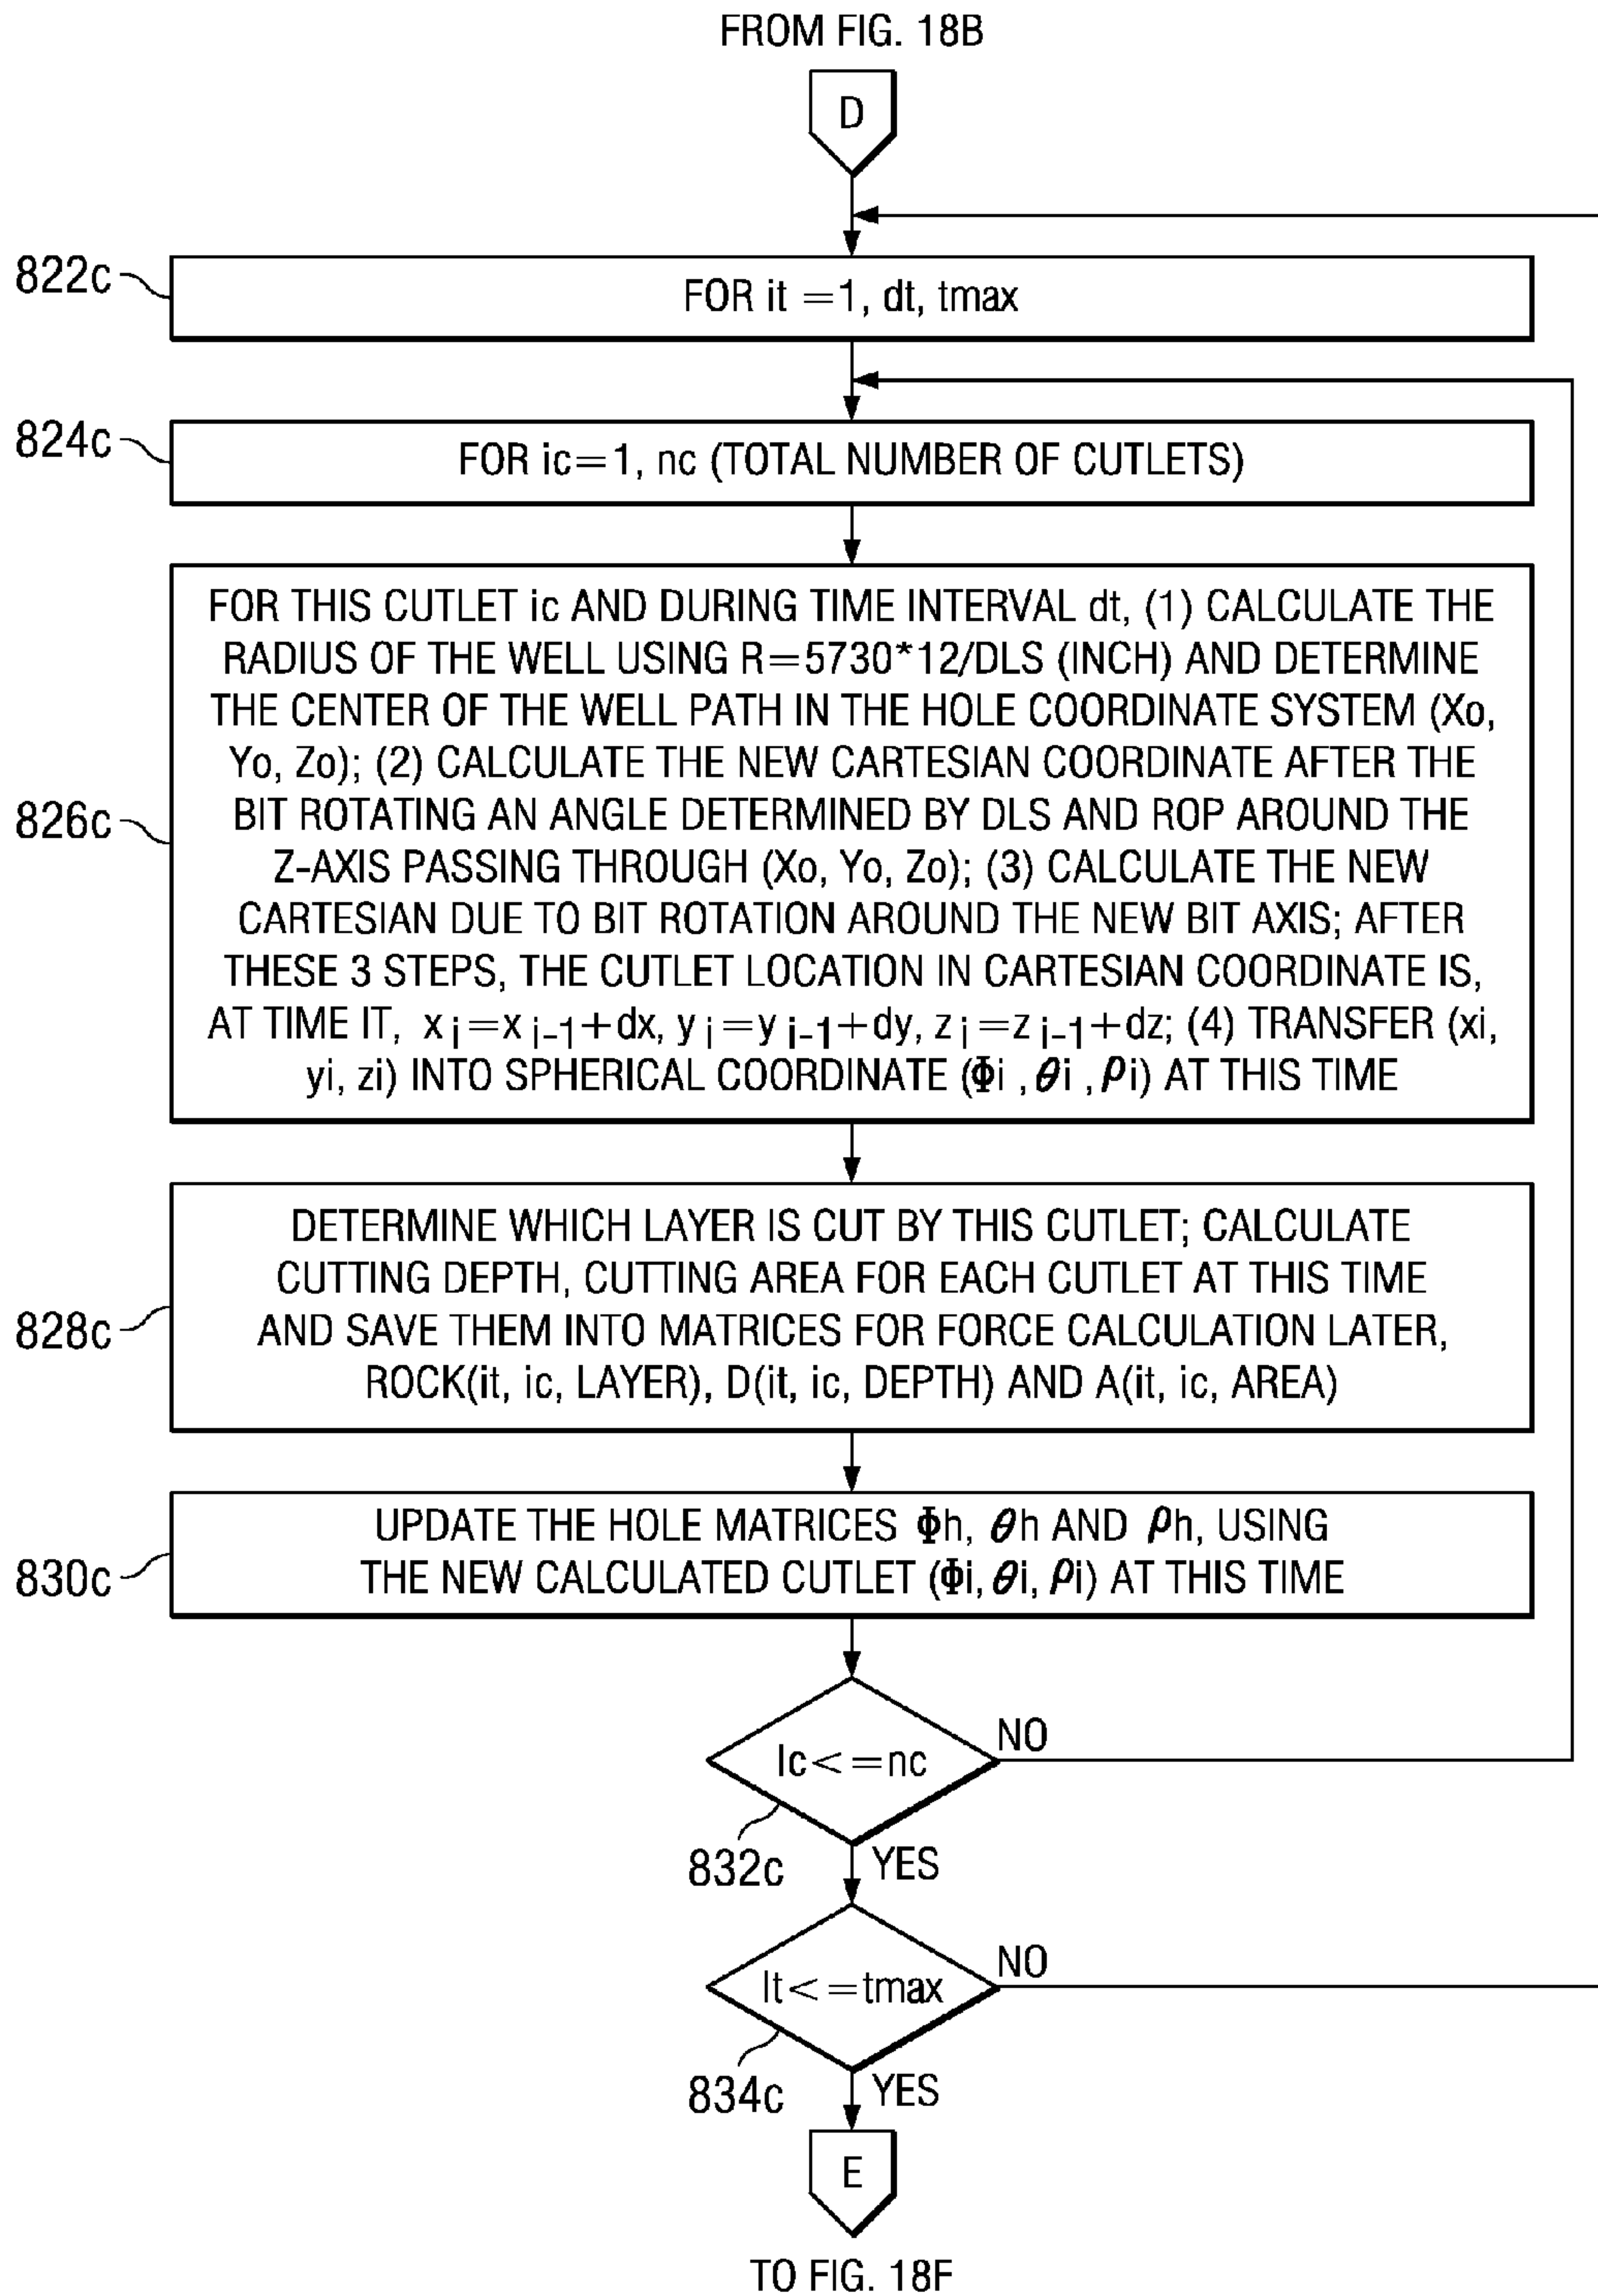 FROM FIG. 18B
D
822c
FOR it =1, dt, tmax
824c
FOR ic=1, nc (TOTAL NUMBER OF CUTLETS)
826c
FOR THIS CUTLET ic AND DURING TIME INTERVAL dt, (1) CALCULATE THE
RADIUS OF THE WELL USING R=5730*12/DLS (INCH) AND DETERMINE
THE CENTER OF THE WELL PATH IN THE HOLE COORDINATE SYSTEM (Xo,
Yo, Zo); (2) CALCULATE THE NEW CARTESIAN COORDINATE AFTER THE
BIT ROTATING AN ANGLE DETERMINED BY DLS AND ROP AROUND THE
Z-AXIS PASSING THROUGH (Xo, Yo, Zo); (3) CALCULATE THE NEW
CARTESIAN DUE TO BIT ROTATION AROUND THE NEW BIT AXIS; AFTER
THESE 3 STEPS, THE CUTLET LOCATION IN CARTESIAN COORDINATE IS,
AT TIME IT, x i=x i-1+dx, y i=y i-1+dy, z i=z i-1+dz; (4) TRANSFER (xi,
yi, zi) INTO SPHERICAL COORDINATE (Φi , θi , ρi) AT THIS TIME
828c
DETERMINE WHICH LAYER IS CUT BY THIS CUTLET; CALCULATE
CUTTING DEPTH, CUTTING AREA FOR EACH CUTLET AT THIS TIME
AND SAVE THEM INTO MATRICES FOR FORCE CALCULATION LATER,
ROCK(it, ic, LAYER), D(it, ic, DEPTH) AND A(it, ic, AREA)
830c
UPDATE THE HOLE MATRICES Φh, θh AND ρh, USING
THE NEW CALCULATED CUTLET (Φi, θi, ρi) AT THIS TIME
Ic<=nc
NO
832c
YES
It<=tmax
NO
834c
YES
E
TO FIG. 18F